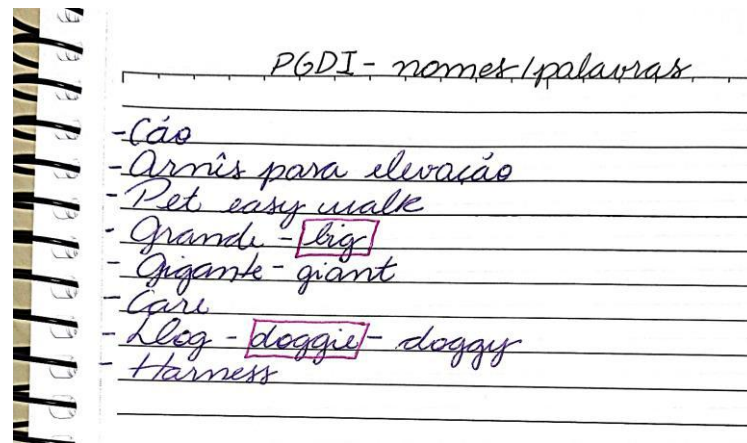 PGDI - nomes/palavras
- Cão
- Arnês para elevação
- Pet easy walk
- Grande - big
- Gigante - giant
- Care
- Dog - doggie - doggy
- Harness